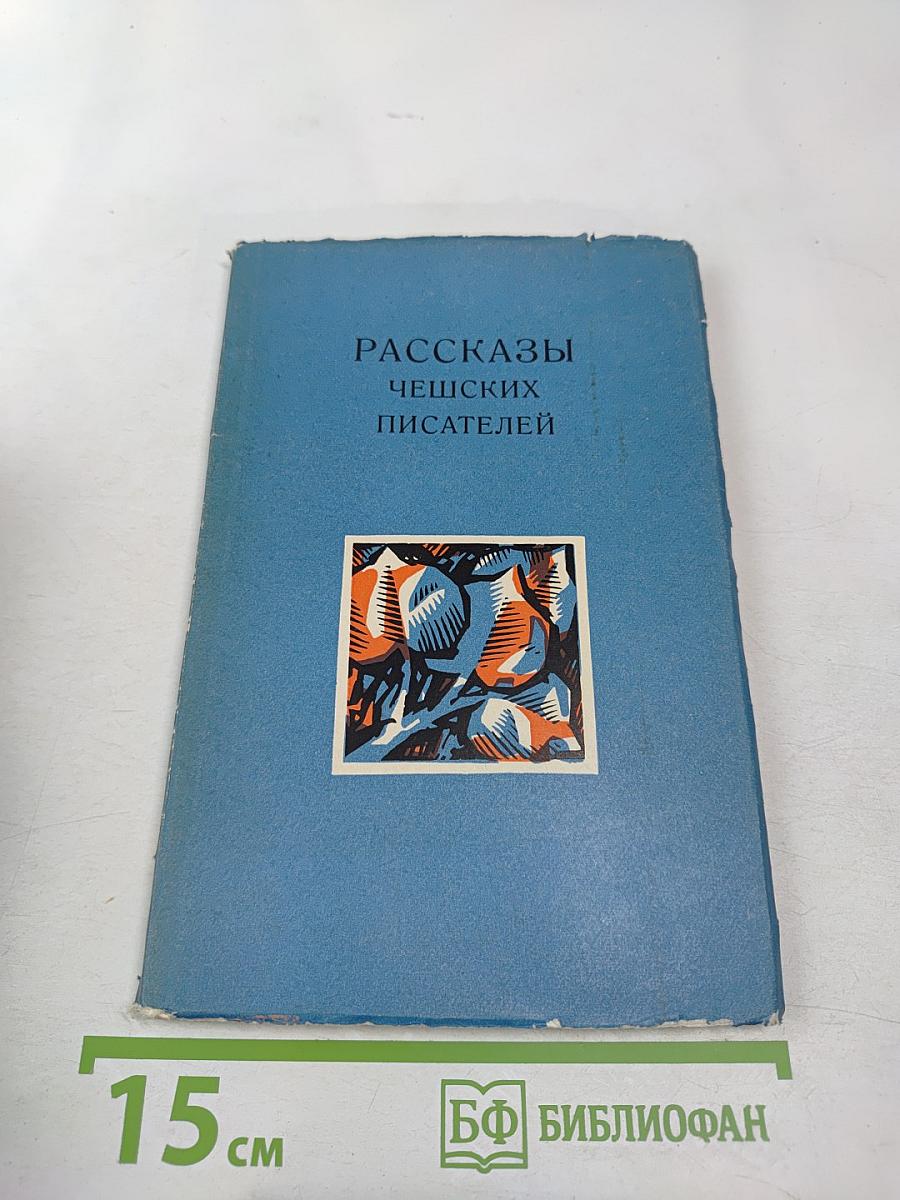 РАССКАЗЫ
ЧЕШСКИХ
ПИСАТЕЛЕЙ
15 см
БФ БИБЛИОФАН